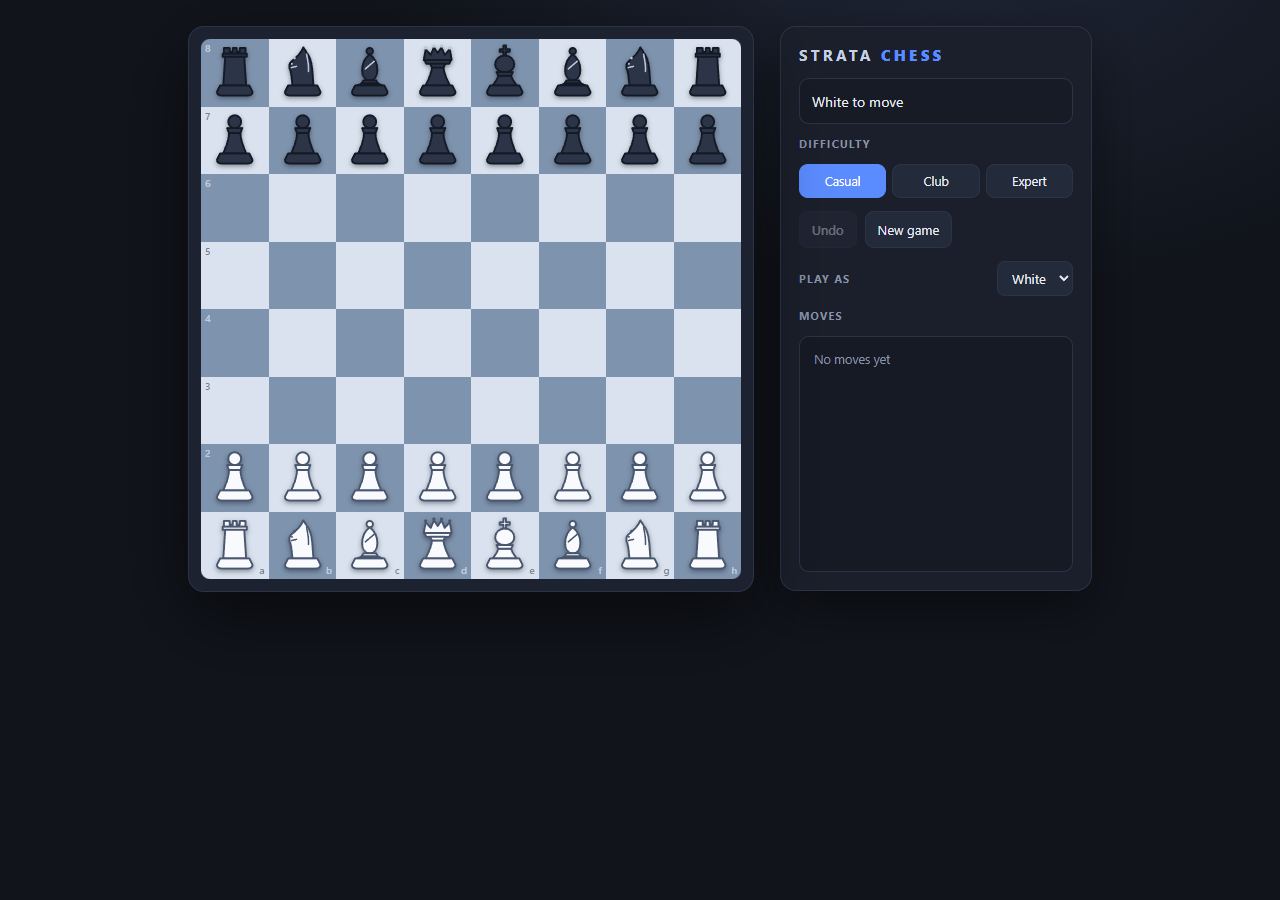 8
7
6
5
4
3
2
a b c d e f g h
STRATA CHESS
White to move
DIFFICULTY
Casual Club Expert
Undo New game
PLAY AS White
MOVES
No moves yet